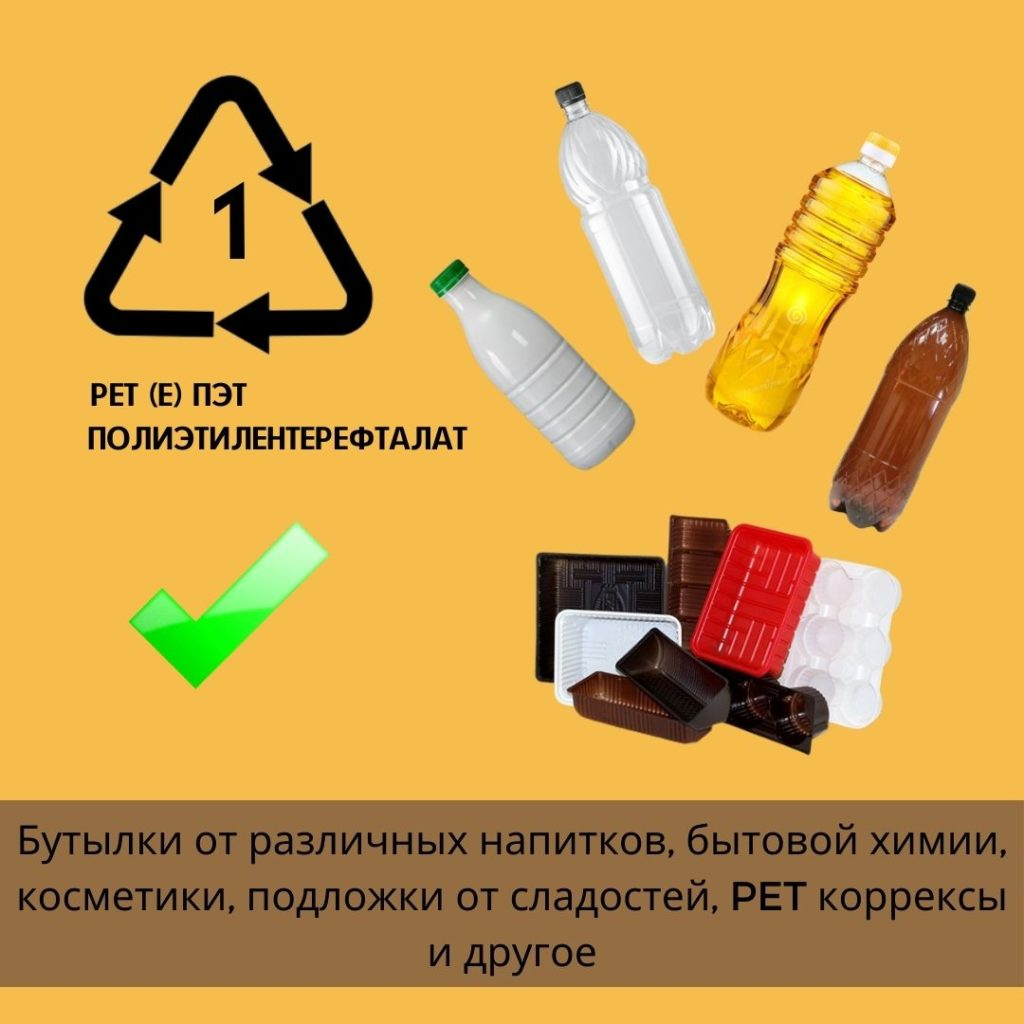 1
PET (E) ПЭТ
ПОЛИЭТИЛЕНТЕРЕФТАЛАТ
Бутылки от различных напитков, бытовой химии,
косметики, подложки от сладостей, PET коррексы
и другое